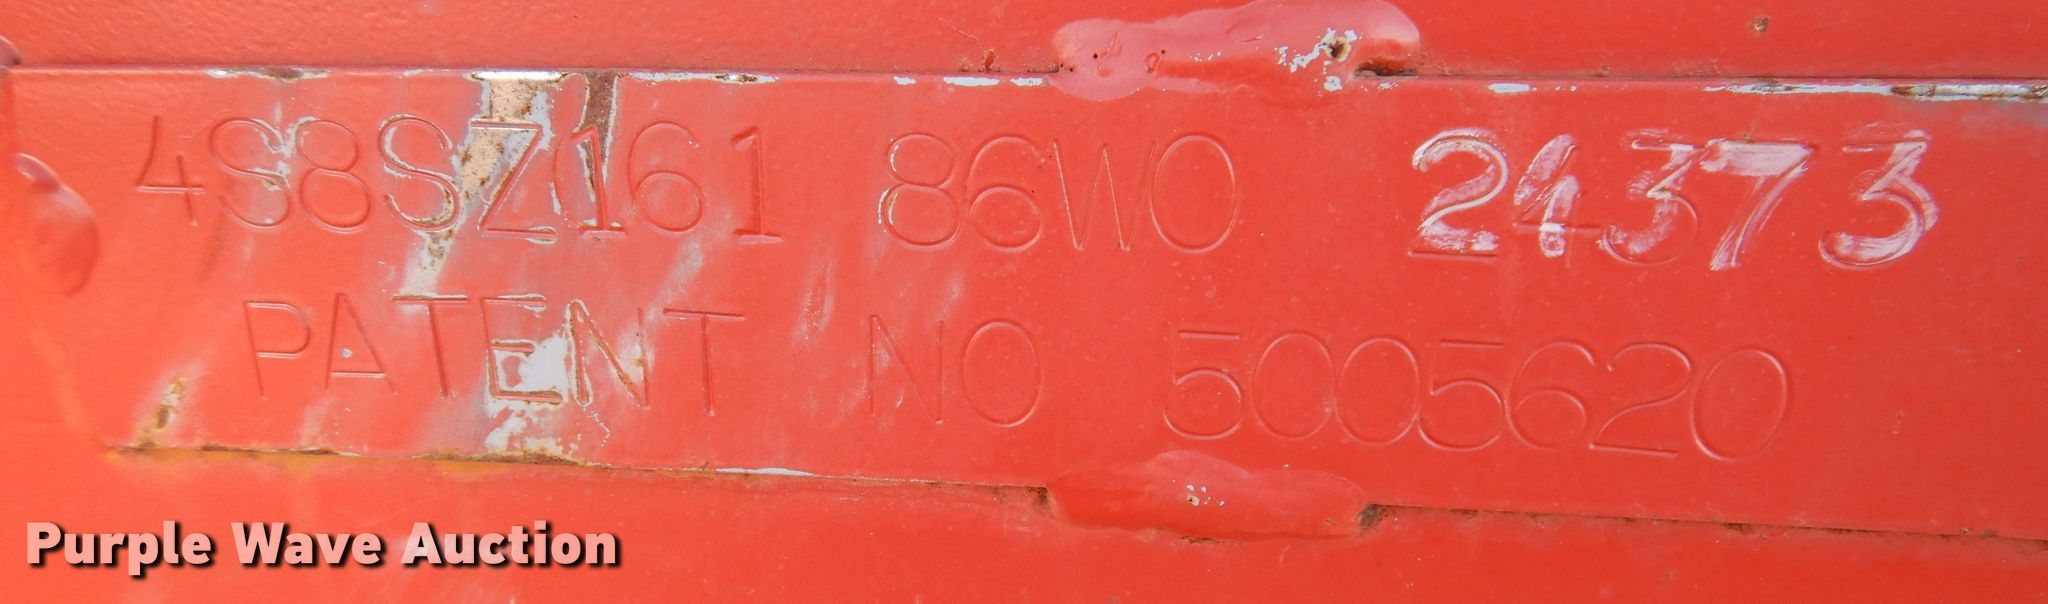 4S8SZ161 86W0 24373
PATENT NO 5005620
Purple Wave Auction